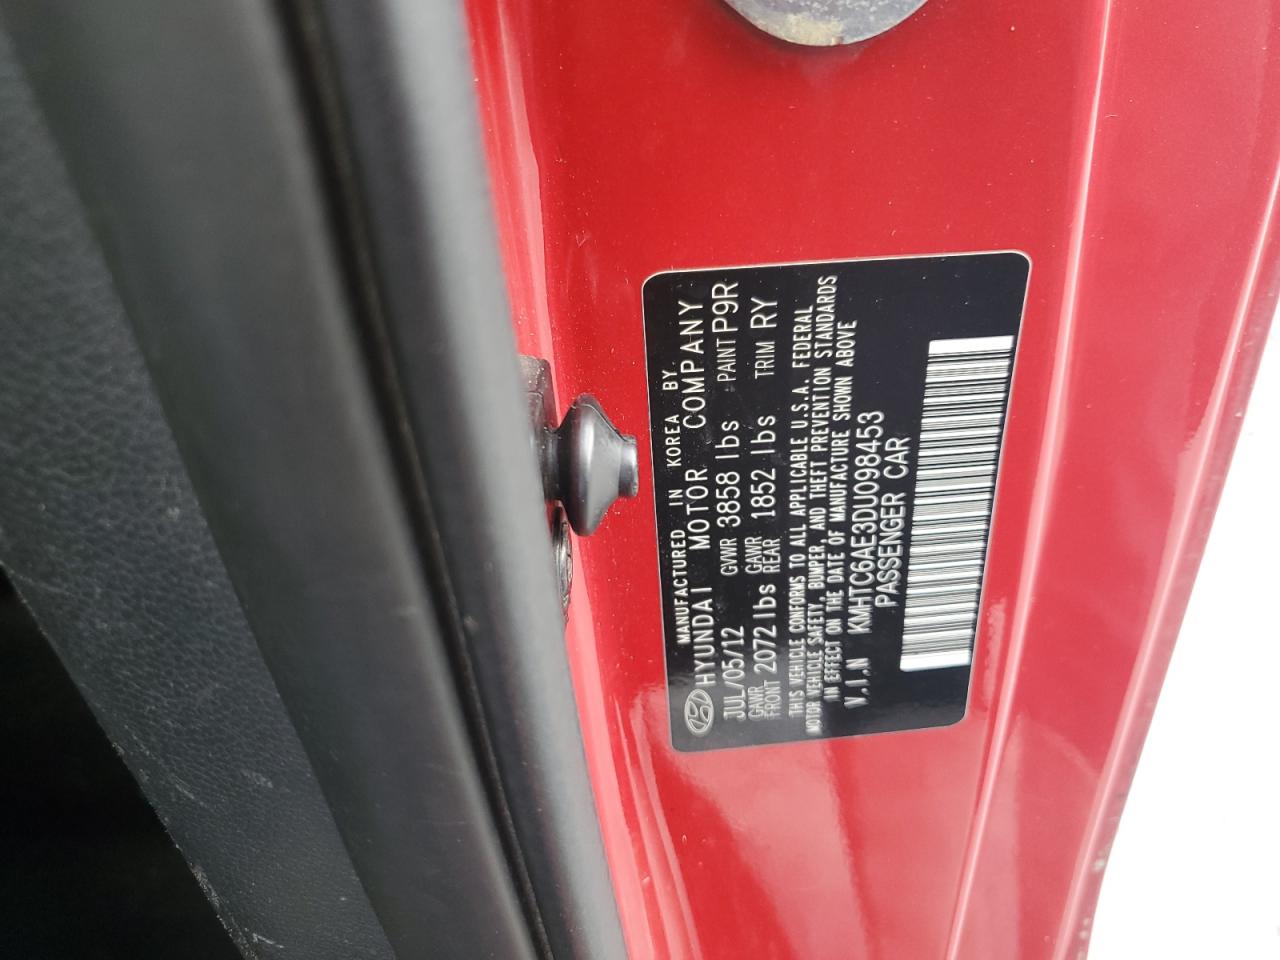 MANUFACTURED IN KOREA BY
HYUNDAI MOTOR COMPANY
JUL/05/12 GVWR 3858 lbs PAINT P9R
GAWR FRONT 2072 lbs GAWR REAR 1852 lbs TRIM RY
THIS VEHICLE CONFORMS TO ALL APPLICABLE U.S.A. FEDERAL
MOTOR VEHICLE SAFETY, BUMPER, AND THEFT PREVENTION STANDARDS
IN EFFECT ON THE DATE OF MANUFACTURE SHOWN ABOVE
V.I.N KMHTC6AE3DU098453
PASSENGER CAR